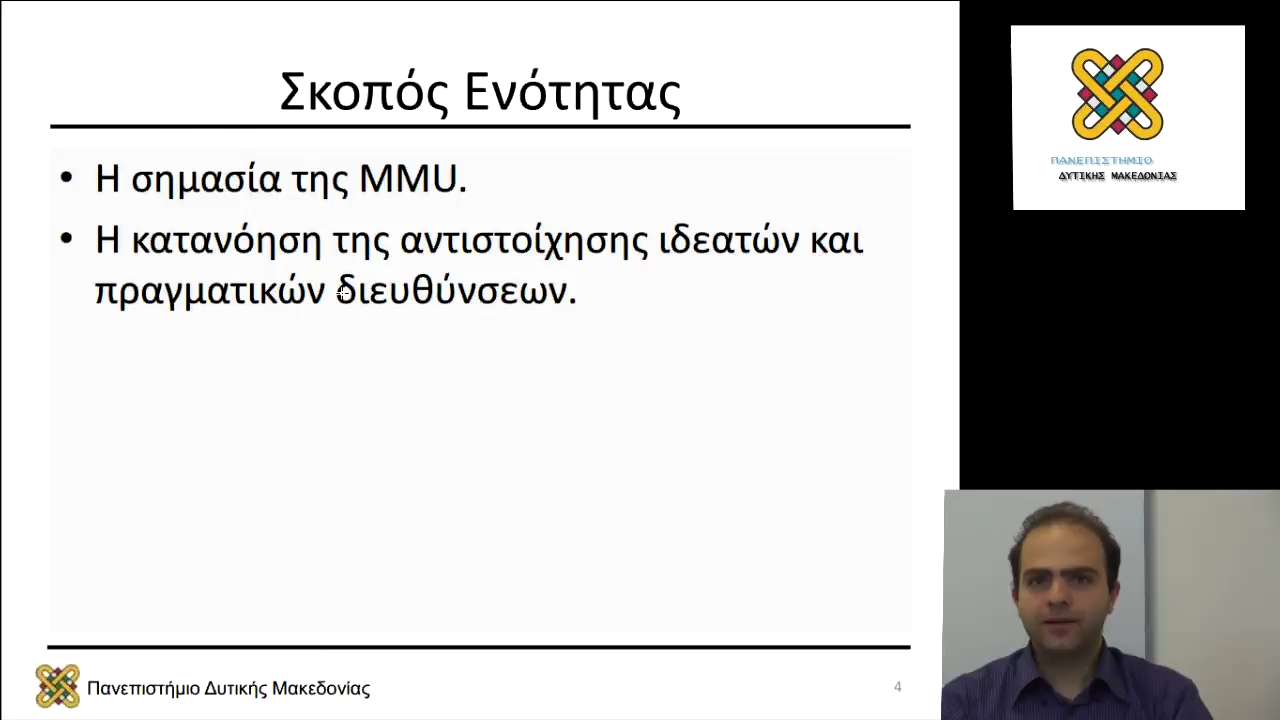 Σκοπός Ενότητας
• Η σημασία της MMU.
• Η κατανόηση της αντιστοίχησης ιδεατών και
πραγματικών διευθύνσεων.
Πανεπιστήμιο Δυτικής Μακεδονίας
4
ΠΑΝΕΠΙΣΤΗΜΙΟ
ΔΥΤΙΚΗΣ ΜΑΚΕΔΟΝΙΑΣ